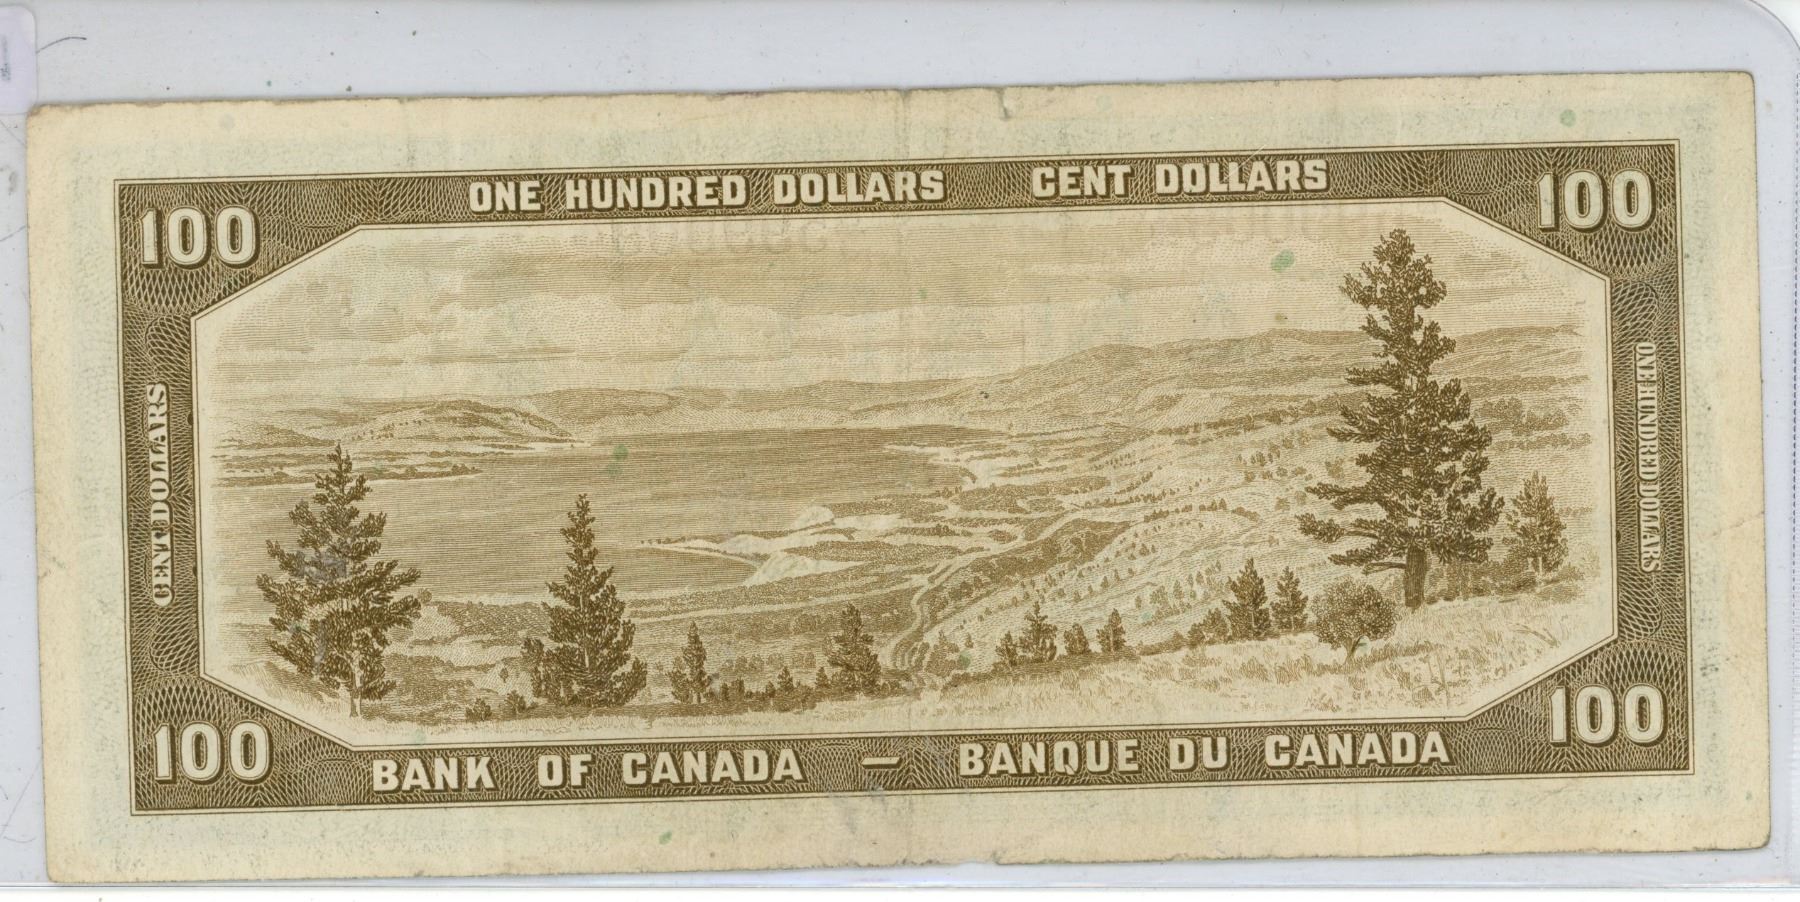 ONE HUNDRED DOLLARS CENT DOLLARS
100
100
CENT DOLLARS
ONE HUNDRED DOLLARS
100
100
BANK OF CANADA – BANQUE DU CANADA